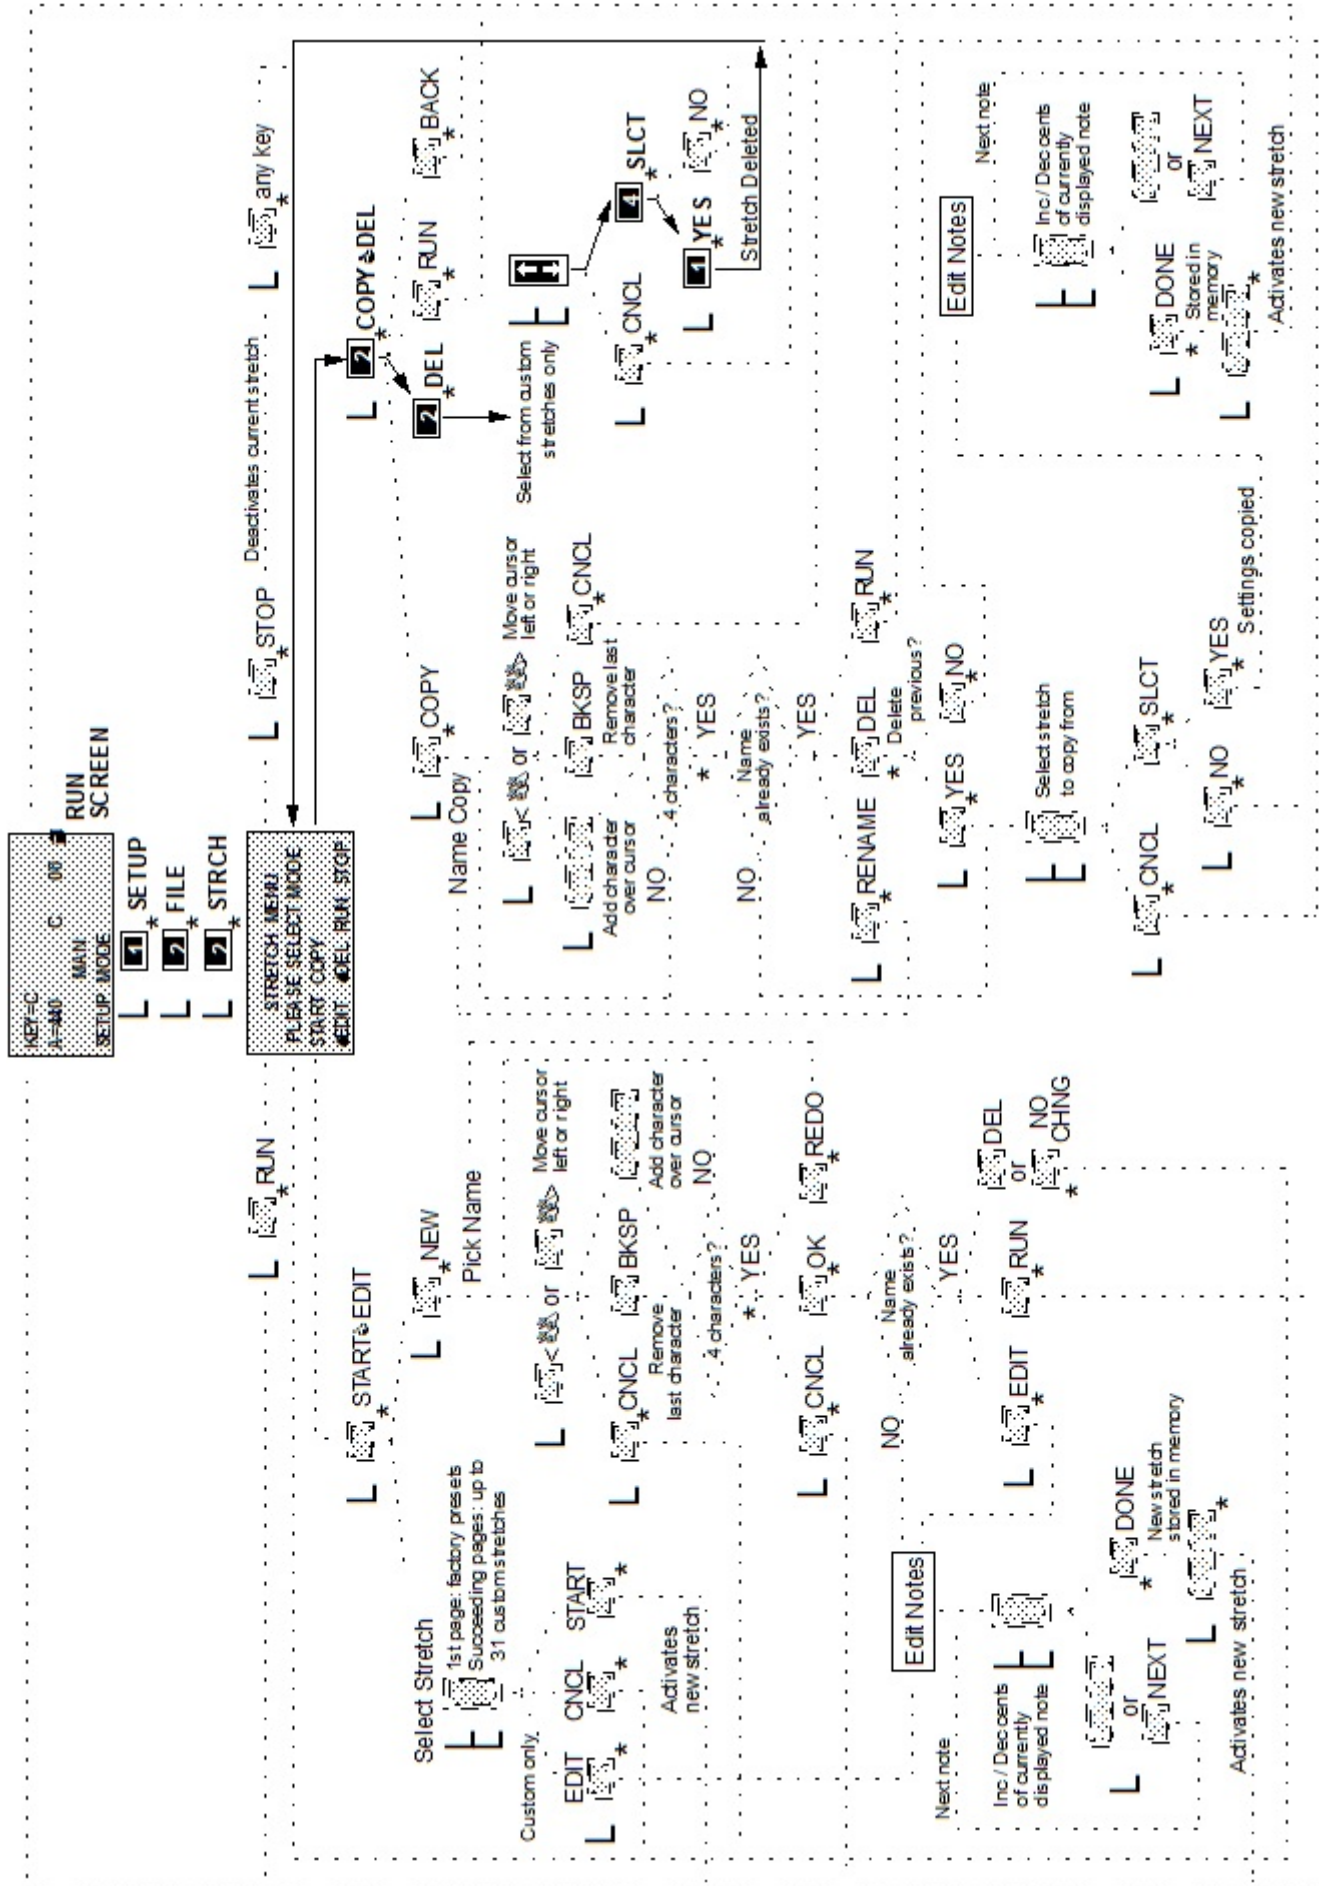 KEY=C
A=440 C 00
MAN
SETUP MODE
RUN
SCREEN
L 1 SETUP
*
L 2 FILE
*
L 2 STRCH
*
STRETCH MENU
PLEASE SELECT MODE
START COPY
&EDIT &DEL RUN STOP
L RUN
*
L STOP
*
Deactivates current stretch
L any key
*
L START&EDIT
*
L 2 COPY&DEL
*
Select Stretch
1st page: factory presets
Succeeding pages: up to
31 custom stretches
Custom only
L EDIT CNCL START
* * *
Activates
new stretch
L NEW
*
Pick Name
L < or > Move cursor
left or right
L CNCL BKSP
*
Remove
last character
Add character
over cursor
4 characters?
NO
* YES
L CNCL OK REDO
* * *
Name
already exists?
NO
YES
L EDIT RUN DEL
or
NO
CHNG
* * *
Edit Notes
Next note
Inc / Dec cents
of currently
displayed note
L or
NEXT
DONE
*
New stretch
stored in memory
L *
Activates new stretch
L COPY
*
Name Copy
L < or > Move cursor
left or right
L BKSP CNCL
*
Add character
over cursor
Remove last
character
4 characters?
NO
* YES
Name
already exists?
NO
YES
L RENAME DEL RUN
* * *
Delete
previous?
L YES NO
* *
Select stretch
to copy from
L CNCL SLCT
* *
L NO YES
* *
Settings copied
2 DEL RUN BACK
* * *
Select from custom
stretches only
L CNCL 4 SLCT
* *
L 1 YES NO
* *
Stretch Deleted
Edit Notes
Next note
Inc / Dec cents
of currently
displayed note
L DONE
*
Stored in
memory
or
NEXT
L *
Activates new stretch